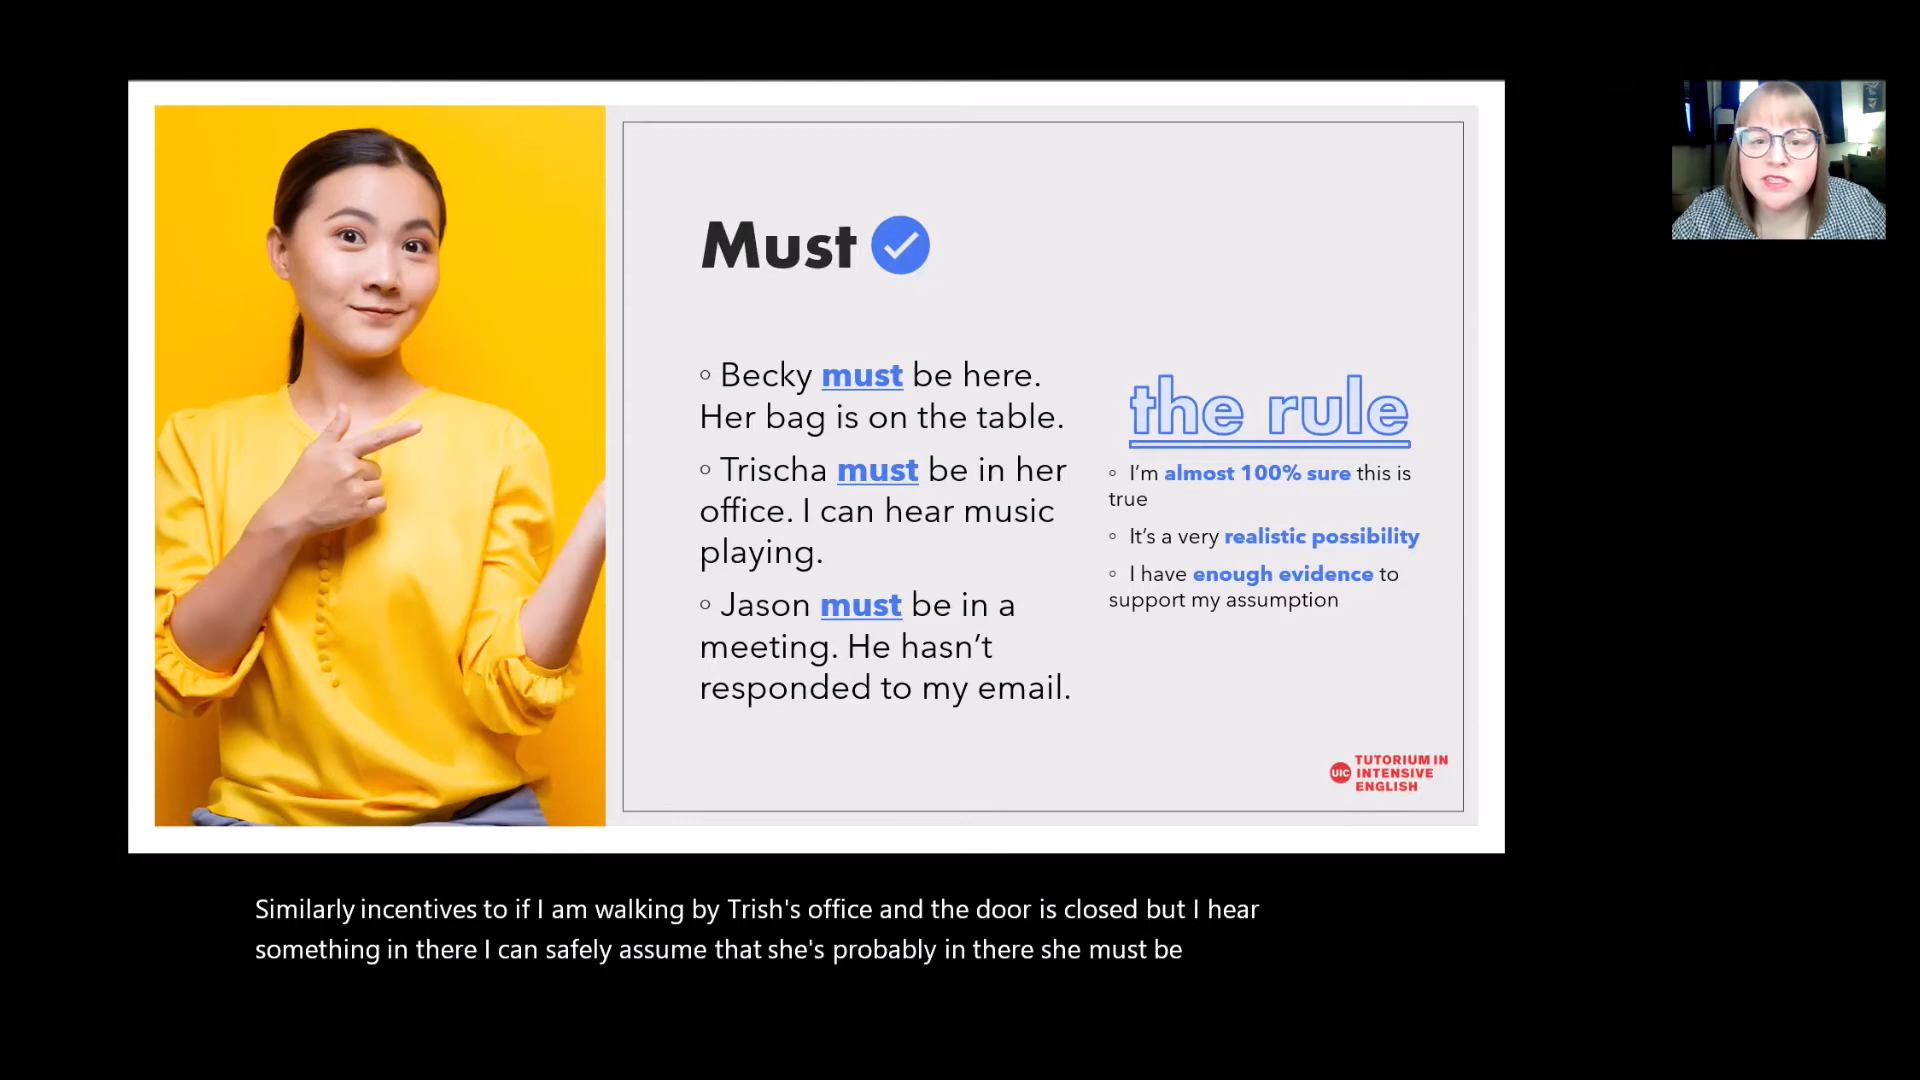 Must
◦ Becky must be here.
Her bag is on the table.
◦ Trischa must be in her
office. I can hear music
playing.
◦ Jason must be in a
meeting. He hasn’t
responded to my email.
the rule
◦ I’m almost 100% sure this is
true
◦ It’s a very realistic possibility
◦ I have enough evidence to
support my assumption
UIC
TUTORIUM IN
INTENSIVE
ENGLISH
Similarly incentives to if I am walking by Trish's office and the door is closed but I hear
something in there I can safely assume that she's probably in there she must be